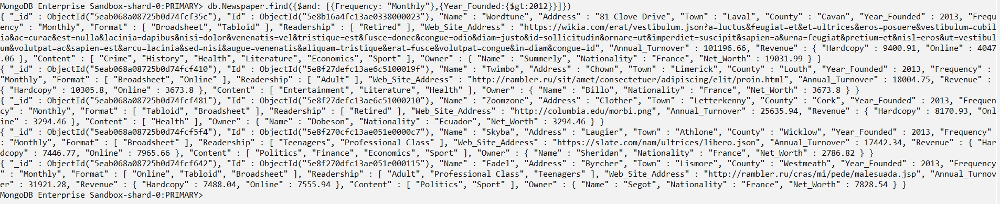 MongoDB Enterprise Sandbox-shard-0:PRIMARY> db.Newspaper.find({$and: [{Frequency: "Monthly"},{Year_Founded:{$gt:2012}}]})
{ "_id" : ObjectId("5eab068a08725b0d74fcf35c"), "Id" : ObjectId("5e8b16a4fc13ae0338000023"), "Name" : "Wordtune", "Address" : "81 Clove Drive", "Town" : "Laval", "County" : "Cavan", "Year_Founded" : 2013, "Frequ
ency" : "Monthly", "Format" : [ "Broadsheet", "Tabloid" ], "Readership" : [ "Retired" ], "Web_Site_Address" : "https://wikia.com/erat/vestibulum.json?a=luctus&feugiat=et&et=ultrices&eros=posuere&vestibulum=cubil
ia&ac=curae&est=nulla&lacinia=dapibus&nisi=dolor&venenatis=vel&tristique=est&fusce=donec&congue=odio&diam=justo&id=sollicitudin&ornare=ut&imperdiet=suscipit&sapien=a&urna=feugiat&pretium=et&nisl=eros&ut=vestibul
um&volutpat=ac&sapien=est&arcu=lacinia&sed=nisi&augue=venenatis&aliquam=tristique&erat=fusce&volutpat=congue&in=diam&congue=id", "Annual_Turnover" : 101196.66, "Revenue" : { "Hardcopy" : 9400.91, "Online" : 4047
.06 }, "Content" : [ "Crime", "History", "Health", "Literature", "Economics", "Sport" ], "Owner" : { "Name" : "Summerly", "Nationality" : "France", "Net_Worth" : 19031.99 } }
{ "_id" : ObjectId("5eab068a08725b0d74fcf410"), "Id" : ObjectId("5e8f27defc13ae6c5100019f"), "Name" : "Twimbo", "Address" : "Chown", "Town" : "Limerick", "County" : "Louth", "Year_Founded" : 2013, "Frequency" :
"Monthly", "Format" : [ "Broadsheet", "Online" ], "Readership" : [ "Adult" ], "Web_Site_Address" : "http://rambler.ru/sit/amet/consectetuer/adipiscing/elit/proin.html", "Annual_Turnover" : 18004.75, "Revenue" :
{ "Hardcopy" : 10305.8, "Online" : 3673.8 }, "Content" : [ "Entertainment", "Literature", "Health" ], "Owner" : { "Name" : "Billo", "Nationality" : "France", "Net_Worth" : 3673.8 } }
{ "_id" : ObjectId("5eab068a08725b0d74fcf481"), "Id" : ObjectId("5e8f27defc13ae6c51000210"), "Name" : "Zoomzone", "Address" : "Clother", "Town" : "Letterkenny", "County" : "Cork", "Year_Founded" : 2013, "Frequen
cy" : "Monthly", "Format" : [ "Tabloid", "Broadsheet" ], "Readership" : [ "Retired" ], "Web_Site_Address" : "http://columbia.edu/morbi.png", "Annual_Turnover" : 25635.94, "Revenue" : { "Hardcopy" : 8170.93, "Onl
ine" : 3294.46 }, "Content" : [ "Health" ], "Owner" : { "Name" : "Dobeson", "Nationality" : "Ecuador", "Net_Worth" : 3294.46 } }
{ "_id" : ObjectId("5eab068a08725b0d74fcf5f4"), "Id" : ObjectId("5e8f270cfc13ae051e0000c7"), "Name" : "Skyba", "Address" : "Laugier", "Town" : "Athlone", "County" : "Wicklow", "Year_Founded" : 2013, "Frequency"
: "Monthly", "Format" : [ "Broadsheet" ], "Readership" : [ "Teenagers", "Professional Class" ], "Web_Site_Address" : "https://slate.com/nam/ultrices/libero.json", "Annual_Turnover" : 17442.34, "Revenue" : { "Har
dcopy" : 7446.77, "Online" : 7965.66 }, "Content" : [ "Politics", "Finance", "Economics", "Sport" ], "Owner" : { "Name" : "Sheridan", "Nationality" : "France", "Net_Worth" : 2786.82 } }
{ "_id" : ObjectId("5eab068a08725b0d74fcf642"), "Id" : ObjectId("5e8f270dfc13ae051e000115"), "Name" : "Eadel", "Address" : "Byrcher", "Town" : "Lismore", "County" : "Westmeath", "Year_Founded" : 2013, "Frequency
" : "Monthly", "Format" : [ "Online", "Tabloid", "Broadsheet" ], "Readership" : [ "Adult", "Professional Class", "Teenagers" ], "Web_Site_Address" : "http://rambler.ru/cras/mi/pede/malesuada.jsp", "Annual_Turnov
er" : 31921.28, "Revenue" : { "Hardcopy" : 7488.04, "Online" : 7555.94 }, "Content" : [ "Politics", "Sport" ], "Owner" : { "Name" : "Segot", "Nationality" : "France", "Net_Worth" : 7828.54 } }
MongoDB Enterprise Sandbox-shard-0:PRIMARY>